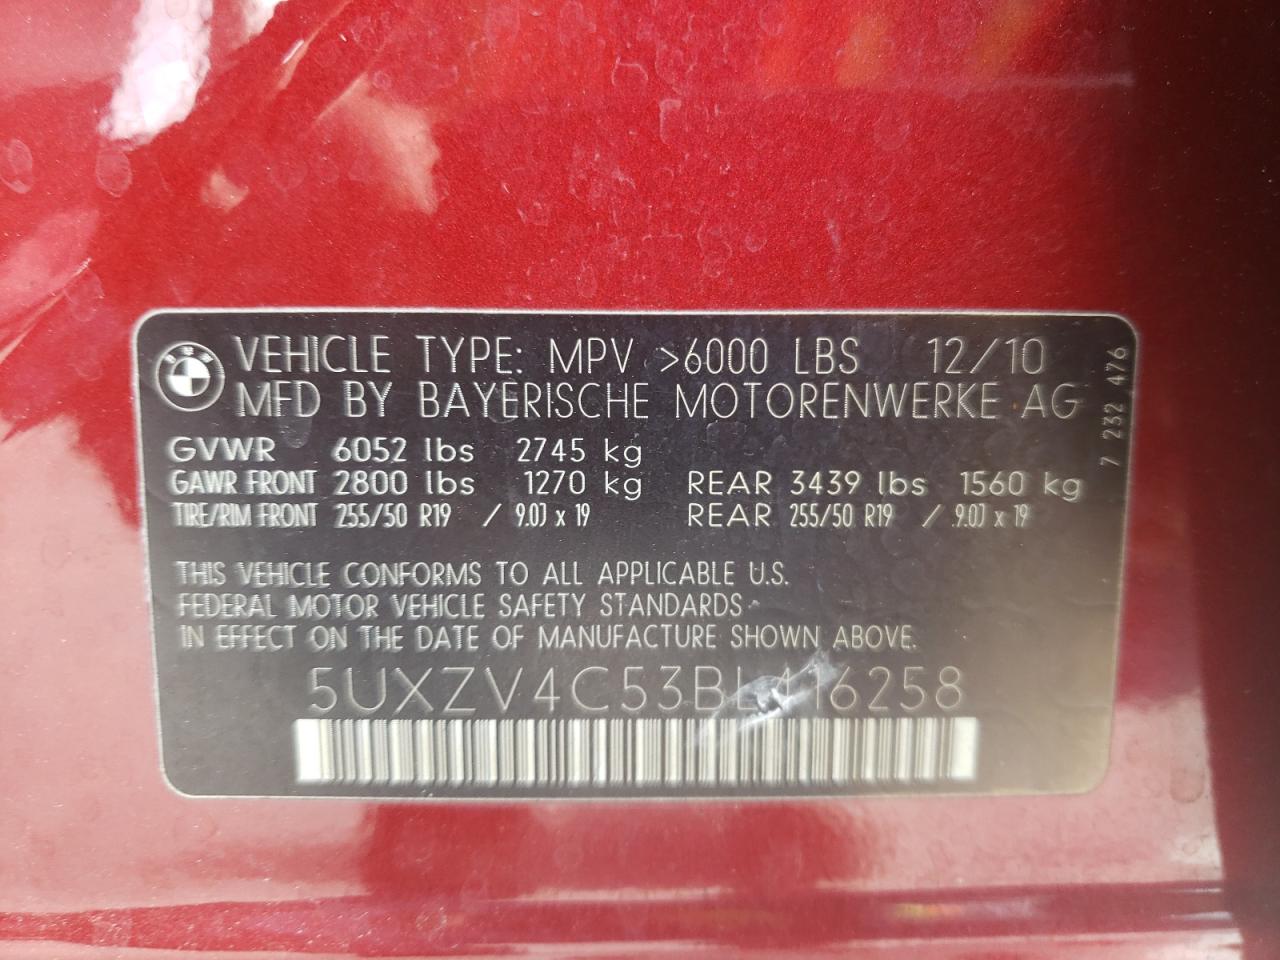 VEHICLE TYPE: MPV >6000 LBS 12/10
MFD BY BAYERISCHE MOTORENWERKE AG
GVWR 6052 lbs 2745 kg
GAWR FRONT 2800 lbs 1270 kg REAR 3439 lbs 1560 kg
TIRE/RIM FRONT 255/50 R19 / 9.0J x 19 REAR 255/50 R19 / 9.0J x 19
THIS VEHICLE CONFORMS TO ALL APPLICABLE U.S.
FEDERAL MOTOR VEHICLE SAFETY STANDARDS
IN EFFECT ON THE DATE OF MANUFACTURE SHOWN ABOVE.
5UXZV4C53BL416258
7 232 476